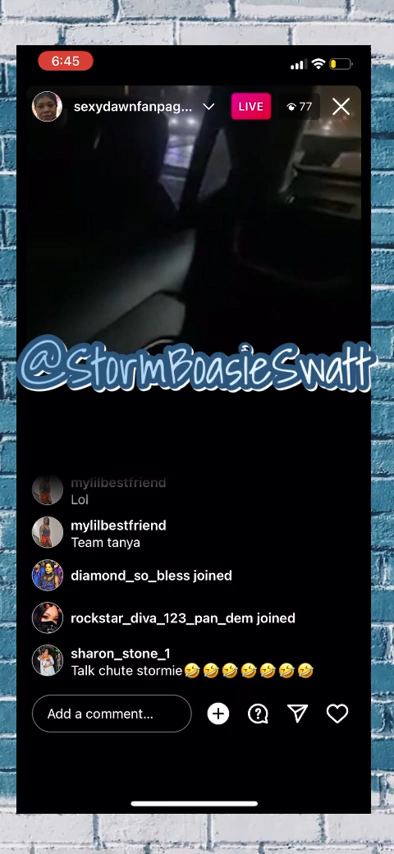 6:45
sexydawnfanpag...
LIVE
77
@StormBoasieSwatt
mylilbestfriend
Lol
mylilbestfriend
Team tanya
diamond_so_bless joined
rockstar_diva_123_pan_dem joined
sharon_stone_1
Talk chute stormie🤣🤣🤣🤣🤣🤣🤣
Add a comment...